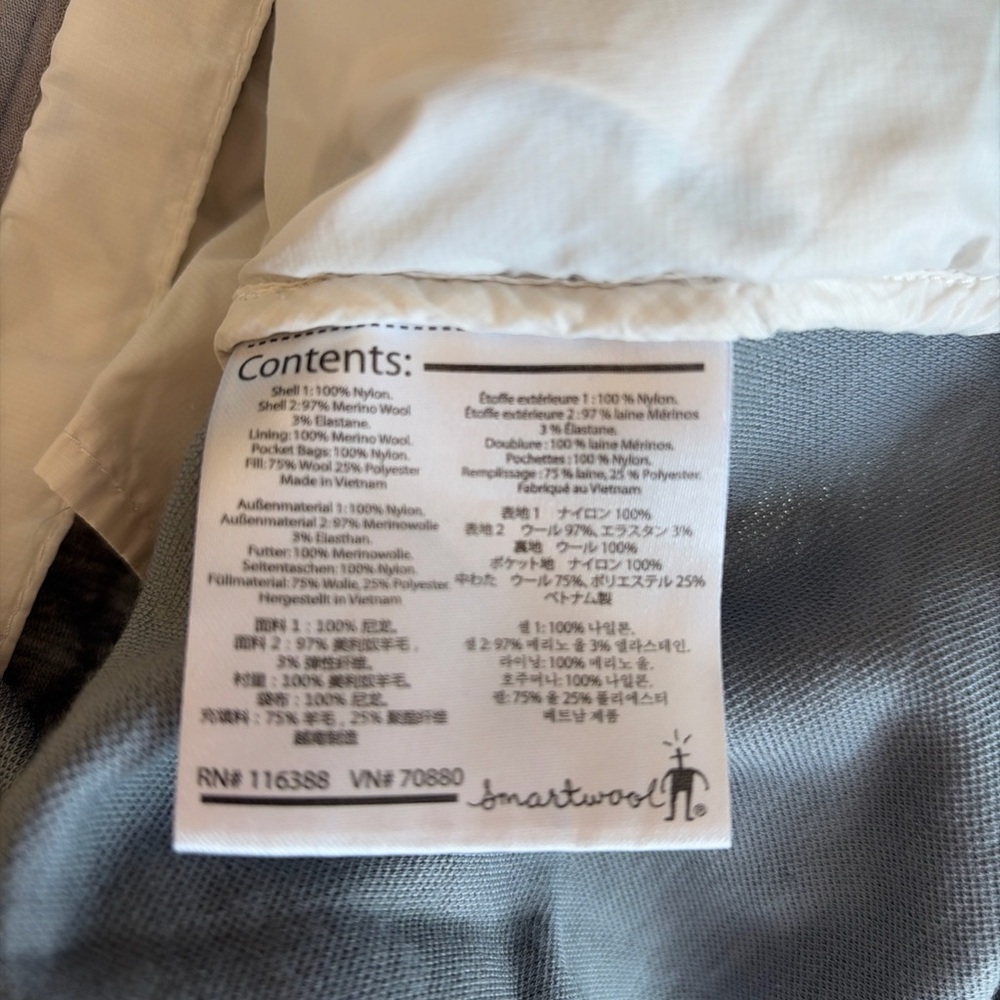 Contents:
Shell 1:100% Nylon.
Shell 2:97% Merino Wool
3% Elastane.
Lining:100% Merino Wool.
Pocket Bags:100% Nylon.
Fill:75% Wool 25% Polyester
Made in Vietnam
Étoffe extérieure 1:100 % Nylon.
Étoffe extérieure 2:97 % laine Mérinos
3 % Élastane.
Doublure:100 % laine Mérinos.
Pochettes:100 % Nylon.
Remplissage:75 % laine, 25 % Polyester.
Fabriqué au Vietnam
Außenmaterial 1:100% Nylon.
Außenmaterial 2:97% Merinowolle
3% Elasthan.
Futter:100% Merinowolle.
Seitentaschen:100% Nylon.
Füllmaterial:75% Wolle, 25% Polyester
Hergestellt in Vietnam
表地1 ナイロン 100%
表地2 ウール 97%, エラスタン 3%
裏地 ウール 100%
ポケット地 ナイロン 100%
中わた ウール 75%, ポリエステル 25%
ベトナム製
面料 1:100% 尼龙.
面料 2:97% 美利奴羊毛,
3% 弹性纤维.
衬里:100% 美利奴羊毛.
袋布:100% 尼龙.
充填料:75% 羊毛, 25% 聚酯纤维
越南制造
쉘 1:100% 나일론.
쉘 2:97% 메리노 울 3% 엘라스테인.
라이닝:100% 메리노 울.
호주머니:100% 나일론.
필:75% 울 25% 폴리에스터
베트남 제품
RN# 116388 VN# 70880
Smartwool®